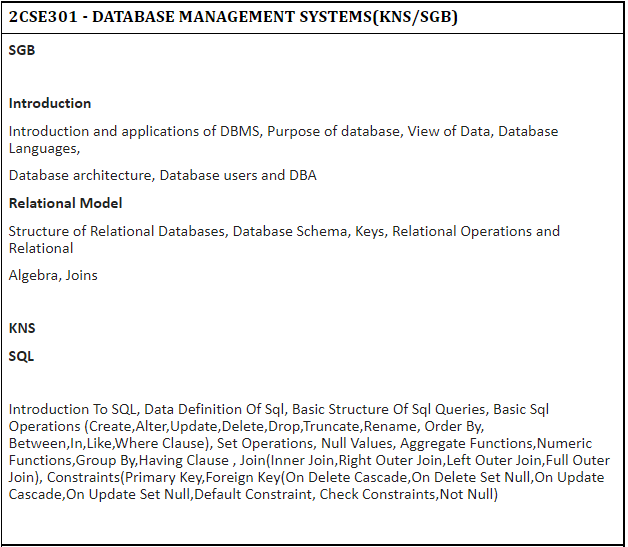 2CSE301 - DATABASE MANAGEMENT SYSTEMS(KNS/SGB)
SGB
Introduction
Introduction and applications of DBMS, Purpose of database, View of Data, Database
Languages,
Database architecture, Database users and DBA
Relational Model
Structure of Relational Databases, Database Schema, Keys, Relational Operations and
Relational
Algebra, Joins
KNS
SQL
Introduction To SQL, Data Definition Of Sql, Basic Structure Of Sql Queries, Basic Sql
Operations (Create,Alter,Update,Delete,Drop,Truncate,Rename, Order By,
Between,In,Like,Where Clause), Set Operations, Null Values, Aggregate Functions,Numeric
Functions,Group By,Having Clause , Join(Inner Join,Right Outer Join,Left Outer Join,Full Outer
Join), Constraints(Primary Key,Foreign Key(On Delete Cascade,On Delete Set Null,On Update
Cascade,On Update Set Null,Default Constraint, Check Constraints,Not Null)